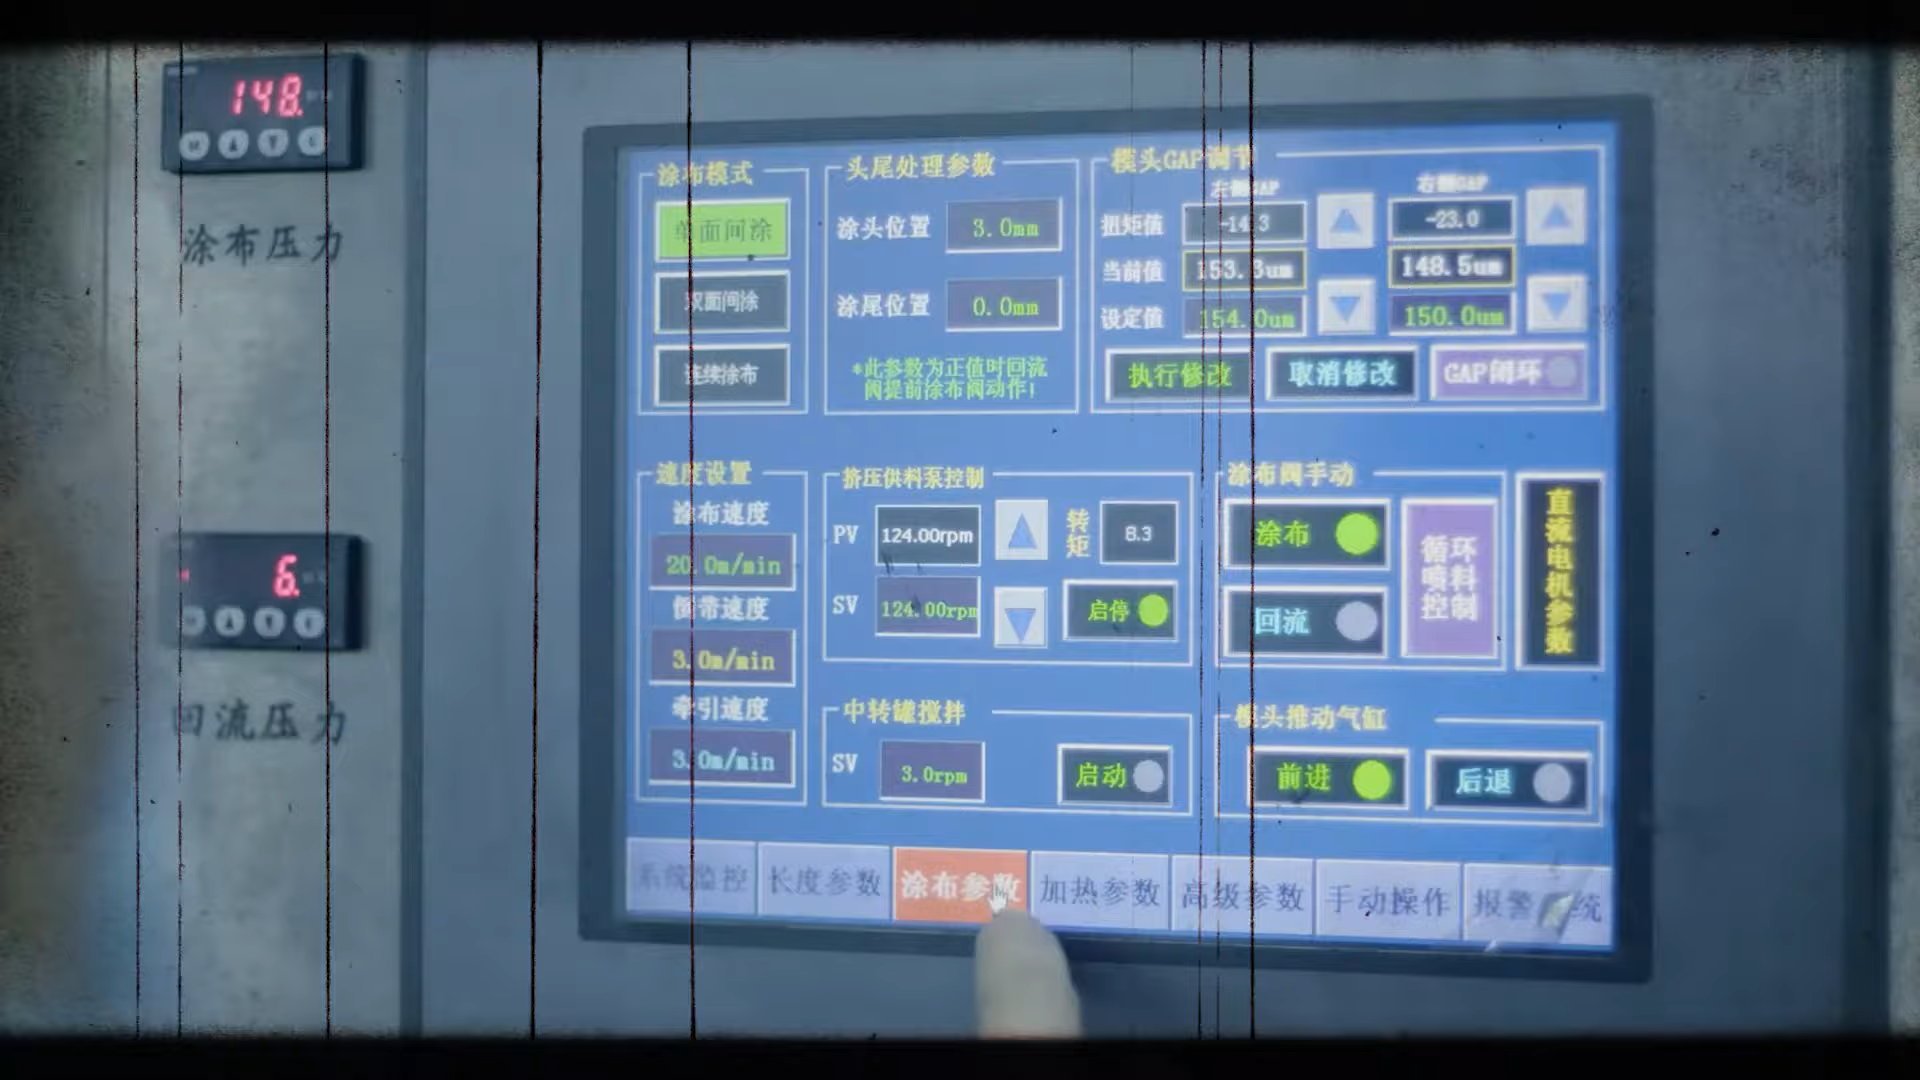 148.
涂布压力
6.
回流压力
涂布模式
单面间涂
双面间涂
连续涂布
头尾处理参数
涂头位置 3.0mm
涂尾位置 0.0mm
*此参数为正值时回流
阀提前涂布阀动作!
模头GAP调节
左侧GAP 右侧GAP
扭矩值 -14.3 -23.0
当前值 153.3um 148.5um
设定值 154.0um 150.0um
执行修改 取消修改 GAP闭环
速度设置
涂布速度
20.0m/min
倒带速度
3.0m/min
牵引速度
3.0m/min
挤压供料泵控制
PV 124.00rpm 转矩 8.3
SV 124.00rpm 启停
中转罐搅拌
SV 3.0rpm 启动
涂布阀手动
涂布
回流
循环
喷料
控制
直流电机参数
模头推动气缸
前进 后退
系统监控 长度参数 涂布参数 加热参数 高级参数 手动操作 报警系统